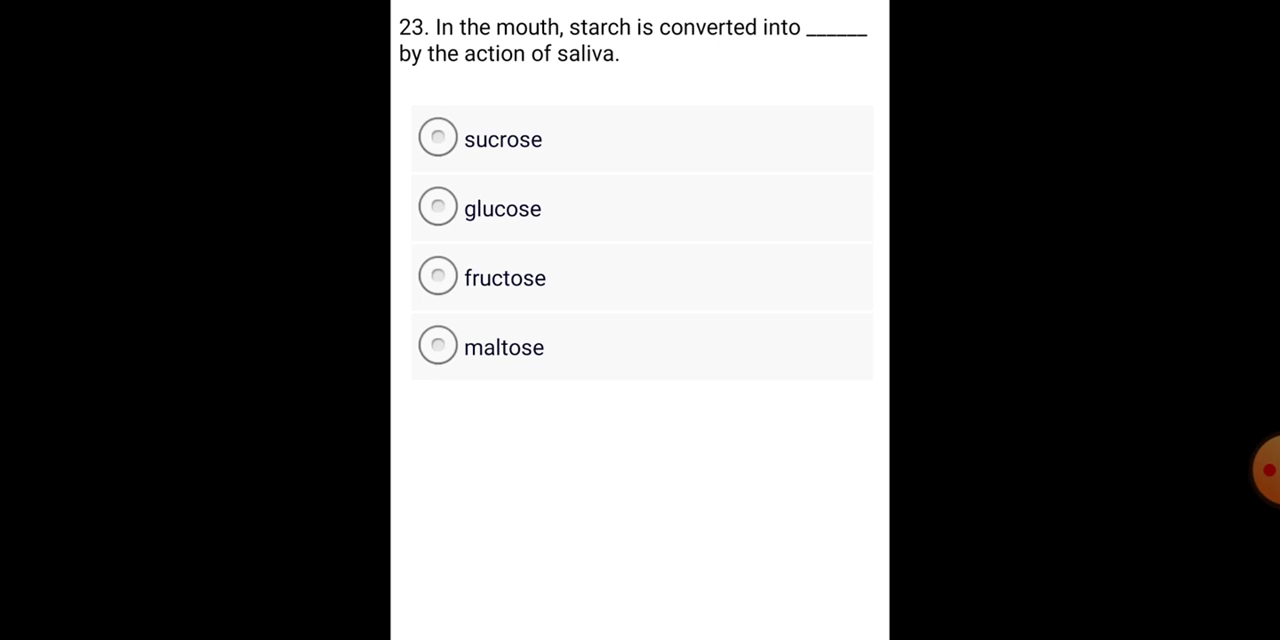 23. In the mouth, starch is converted into ______
by the action of saliva.
sucrose
glucose
fructose
maltose